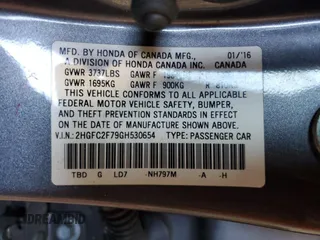 MFD. BY HONDA OF CANADA MFG., 01/'16
A DIVISION OF HONDA CANADA INC. CANADA
GVWR 3737LBS GAWR F
GVWR 1695KG GAWR F 900KG R
THIS VEHICLE CONFORMS TO ALL APPLICABLE
FEDERAL MOTOR VEHICLE SAFETY, BUMPER,
AND THEFT PREVENTION STANDARDS IN EFFECT
ON THE DATE OF MANUFACTURE SHOWN ABOVE.
V.I.N: 2HGFC2F79GH530654 TYPE: PASSENGER CAR
TBD G LD7 -NH797M -A -H
DREAMBID